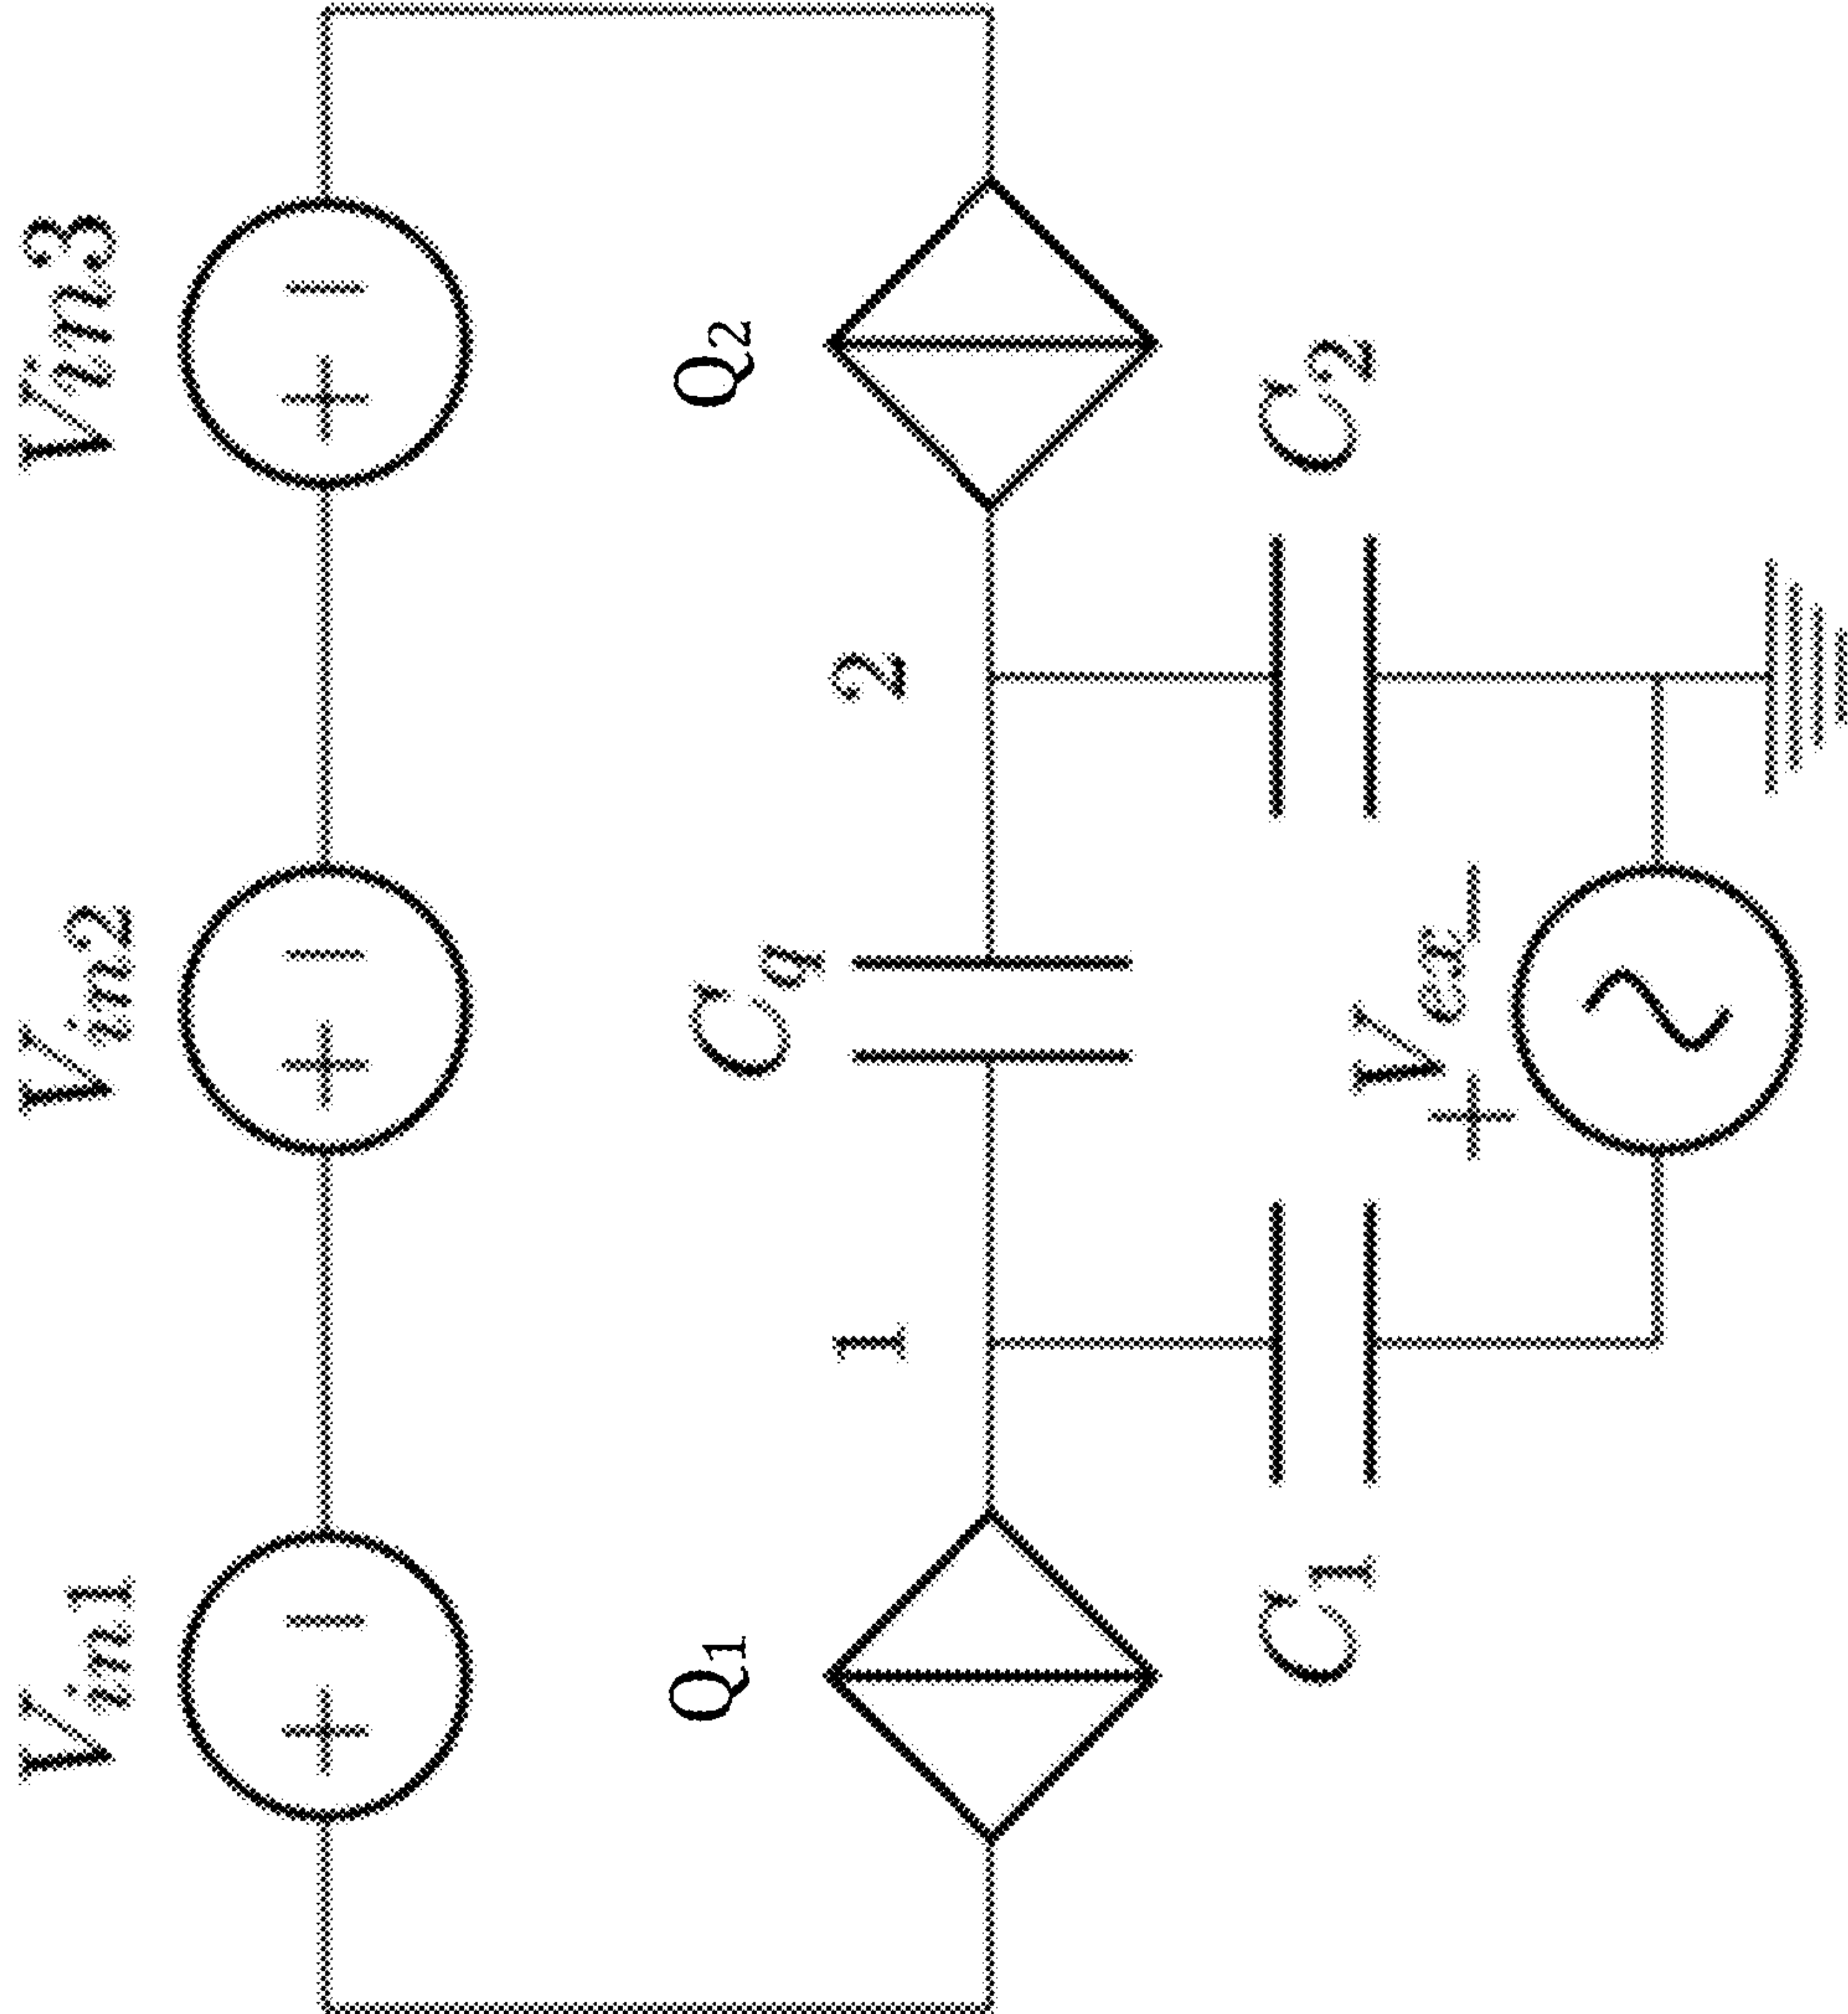 Vin1
Vin2
Vin3
+ −
+ −
+ −
Q1
Cq
Q2
1
2
C1
C2
+ Vex −